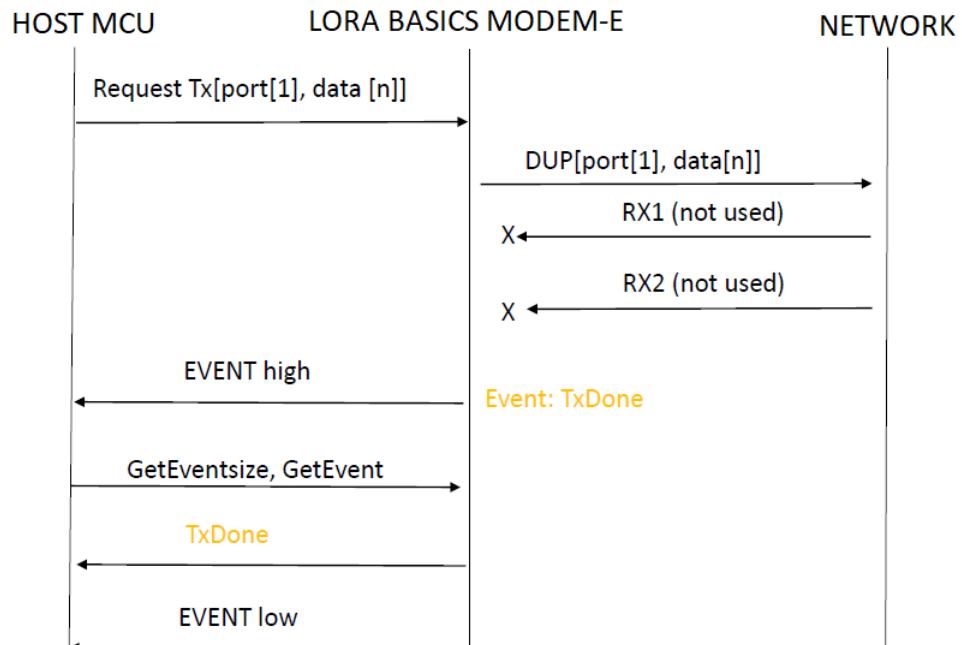 HOST MCU
LORA BASICS MODEM-E
NETWORK
Request Tx[port[1], data [n]]
DUP[port[1], data[n]]
RX1 (not used)
X
RX2 (not used)
X
EVENT high
Event: TxDone
GetEventsize, GetEvent
TxDone
EVENT low